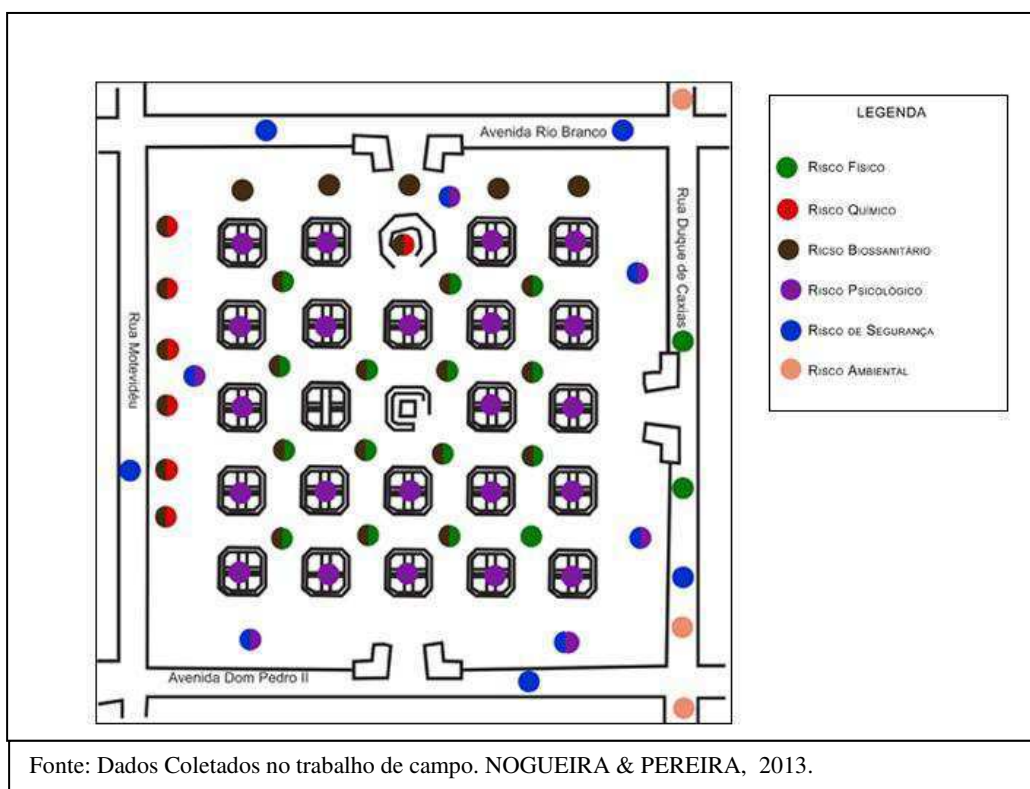 LEGENDA
Avenida Rio Branco
RISCO FÍSICO
RISCO QUÍMICO
RICSO BIOSSANITÁRIO
RISCO PSICOLÓGICO
RISCO DE SEGURANÇA
RISCO AMBIENTAL
Rua Duque de Caxias
Rua Motevidéu
Avenida Dom Pedro II
Fonte: Dados Coletados no trabalho de campo. NOGUEIRA & PEREIRA, 2013.